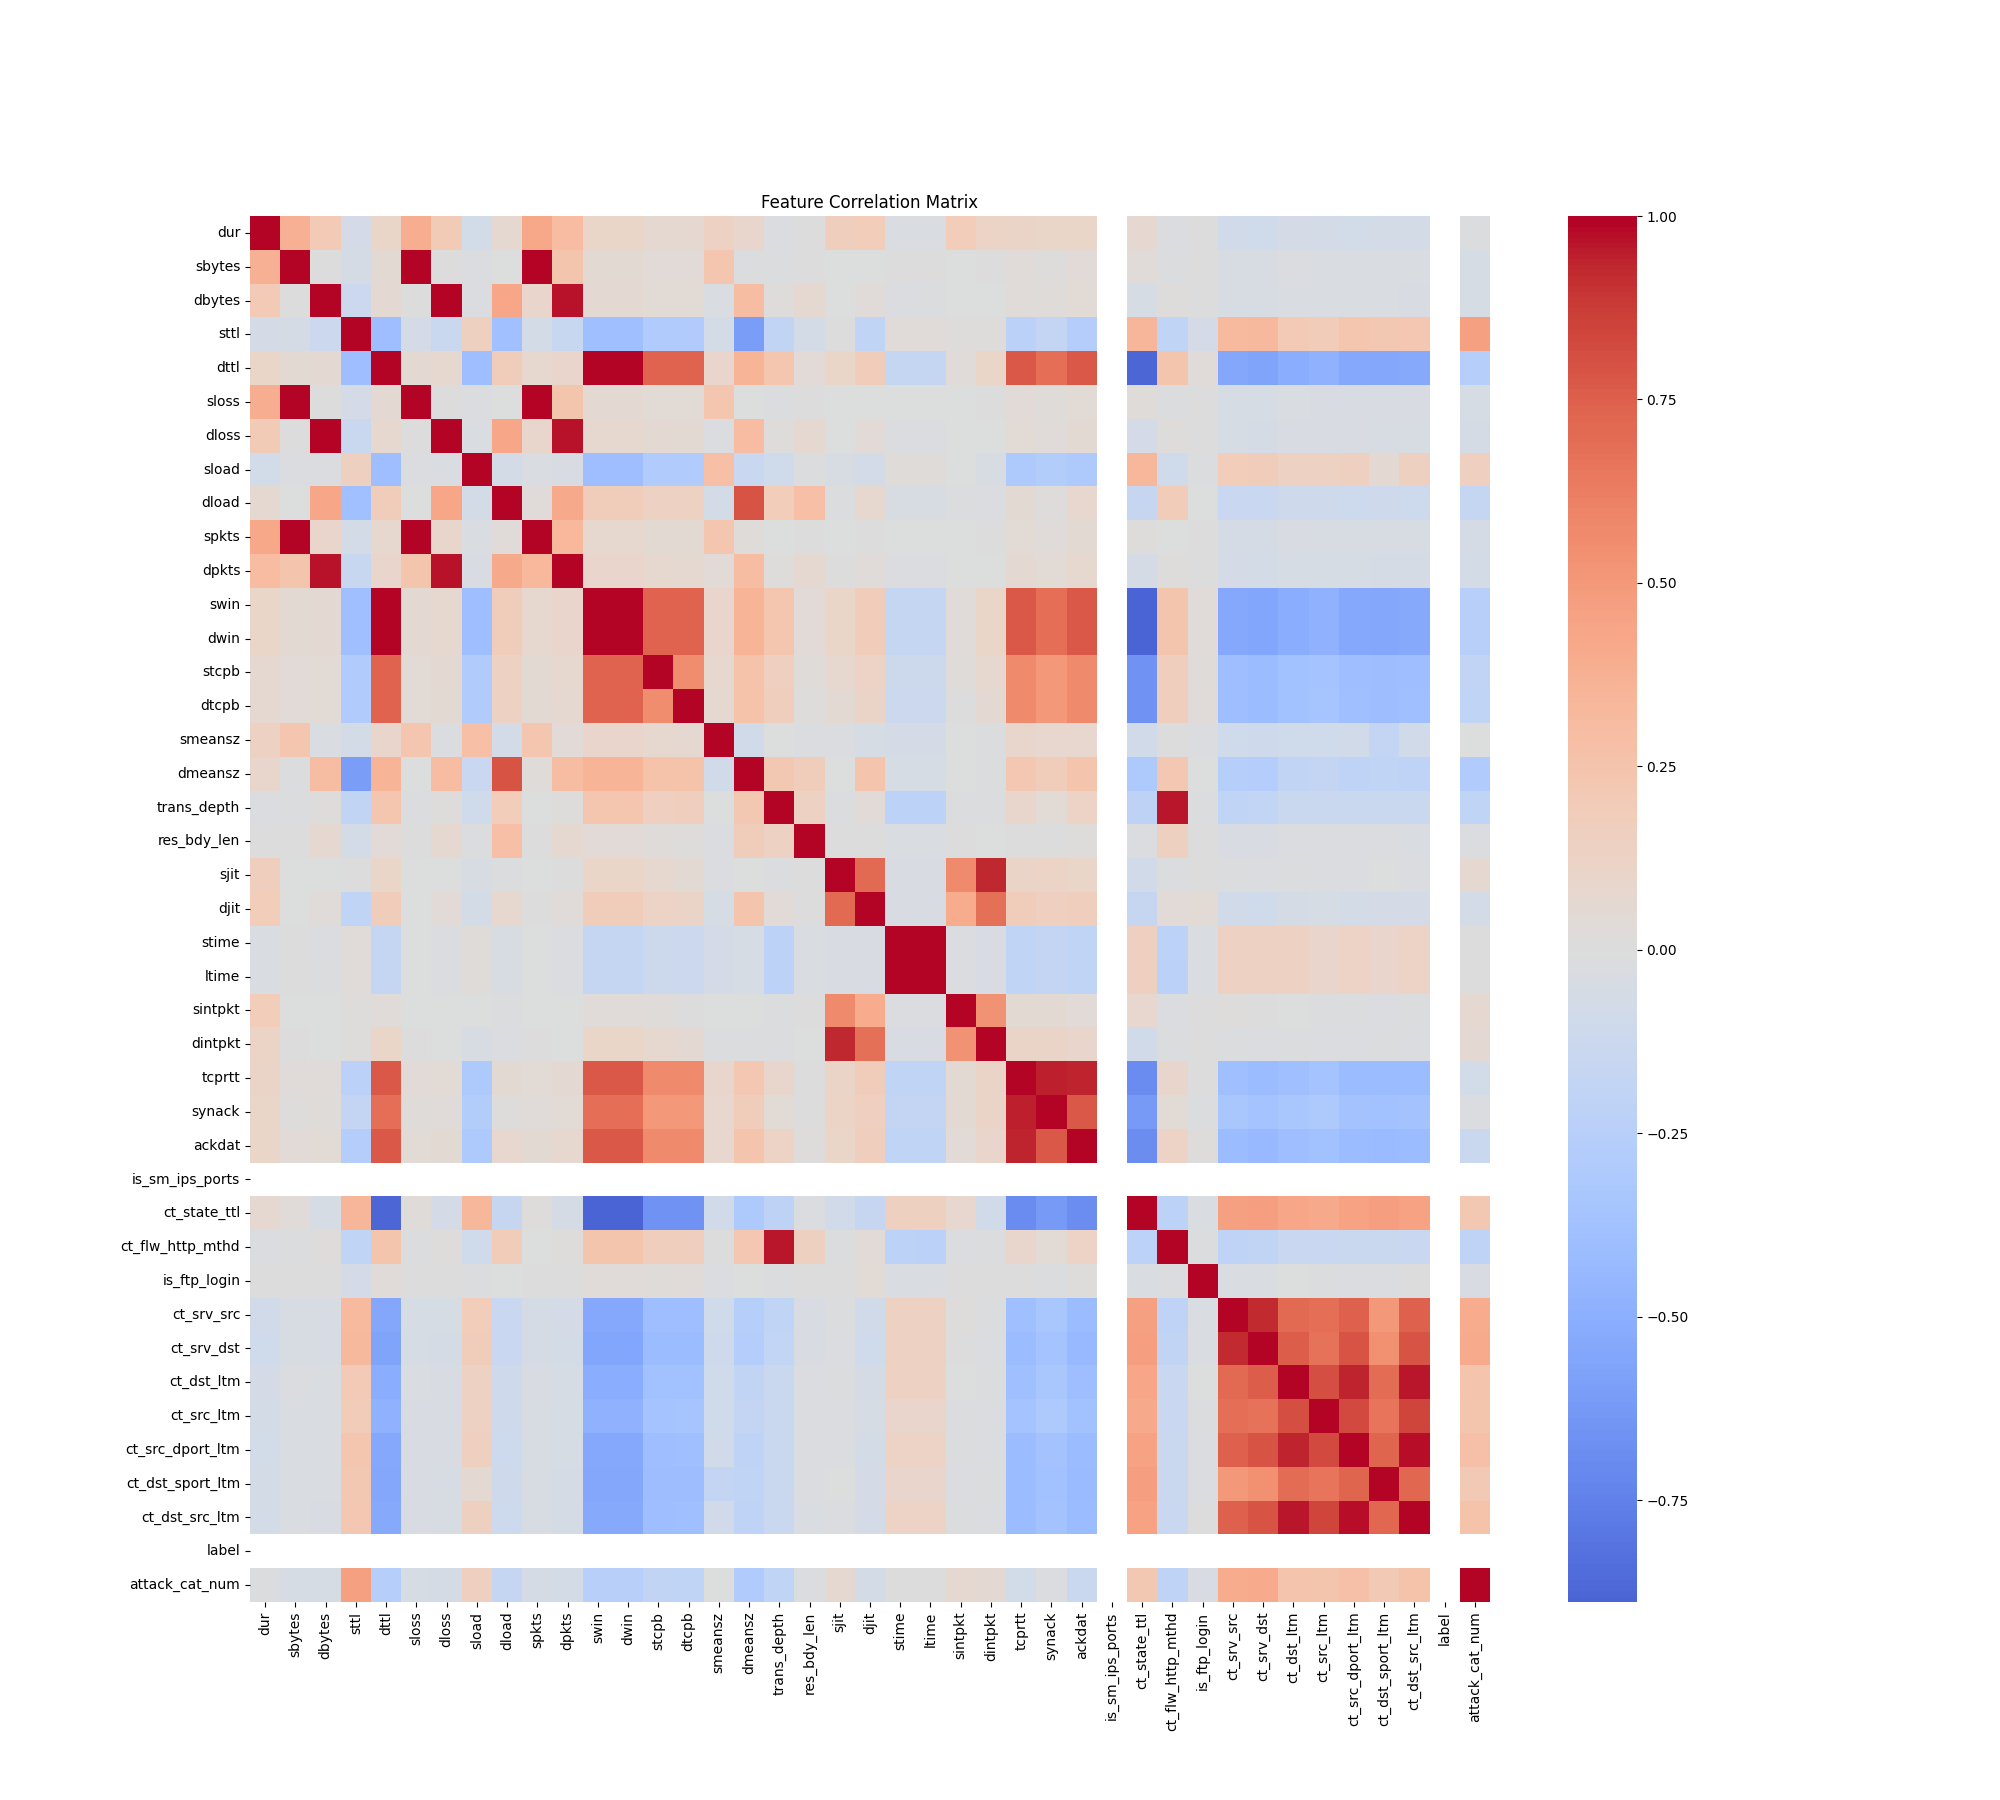 Feature Correlation Matrix
dur
sbytes
dbytes
sttl
dttl
sloss
dloss
sload
dload
spkts
dpkts
swin
dwin
stcpb
dtcpb
smeansz
dmeansz
trans_depth
res_bdy_len
sjit
djit
stime
ltime
sintpkt
dintpkt
tcprtt
synack
ackdat
is_sm_ips_ports
ct_state_ttl
ct_flw_http_mthd
is_ftp_login
ct_srv_src
ct_srv_dst
ct_dst_ltm
ct_src_ltm
ct_src_dport_ltm
ct_dst_sport_ltm
ct_dst_src_ltm
label
attack_cat_num
dur
sbytes
dbytes
sttl
dttl
sloss
dloss
sload
dload
spkts
dpkts
swin
dwin
stcpb
dtcpb
smeansz
dmeansz
trans_depth
res_bdy_len
sjit
djit
stime
ltime
sintpkt
dintpkt
tcprtt
synack
ackdat
is_sm_ips_ports
ct_state_ttl
ct_flw_http_mthd
is_ftp_login
ct_srv_src
ct_srv_dst
ct_dst_ltm
ct_src_ltm
ct_src_dport_ltm
ct_dst_sport_ltm
ct_dst_src_ltm
label
attack_cat_num
1.00
0.75
0.50
0.25
0.00
−0.25
−0.50
−0.75